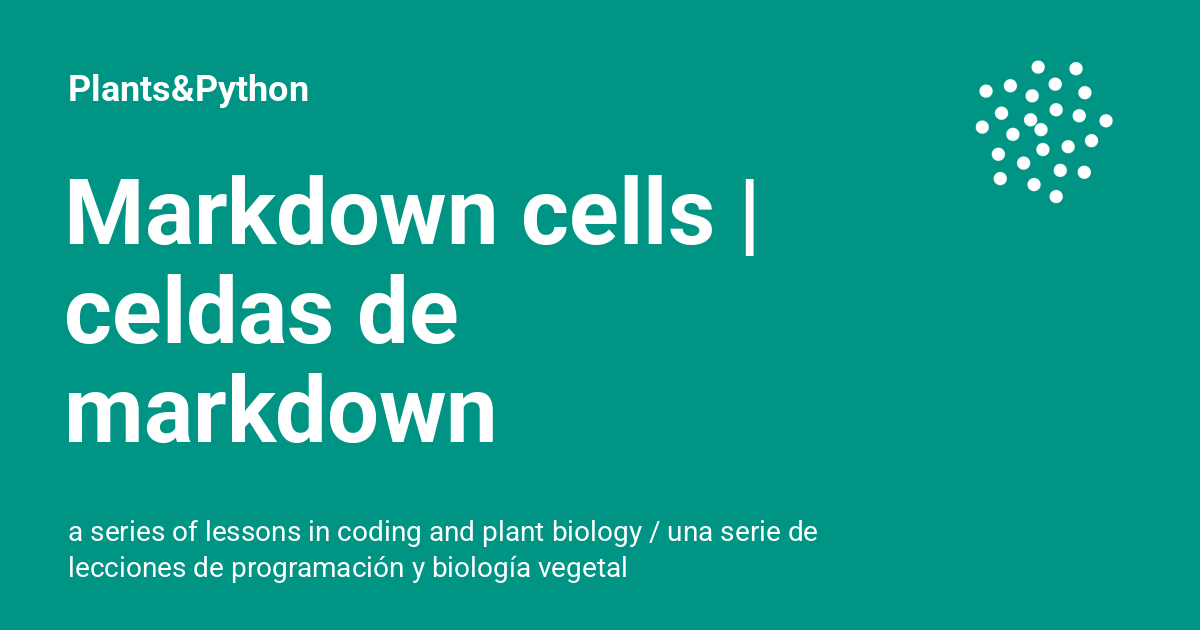 Plants&Python
Markdown cells |
celdas de
markdown
a series of lessons in coding and plant biology / una serie de
lecciones de programación y biología vegetal